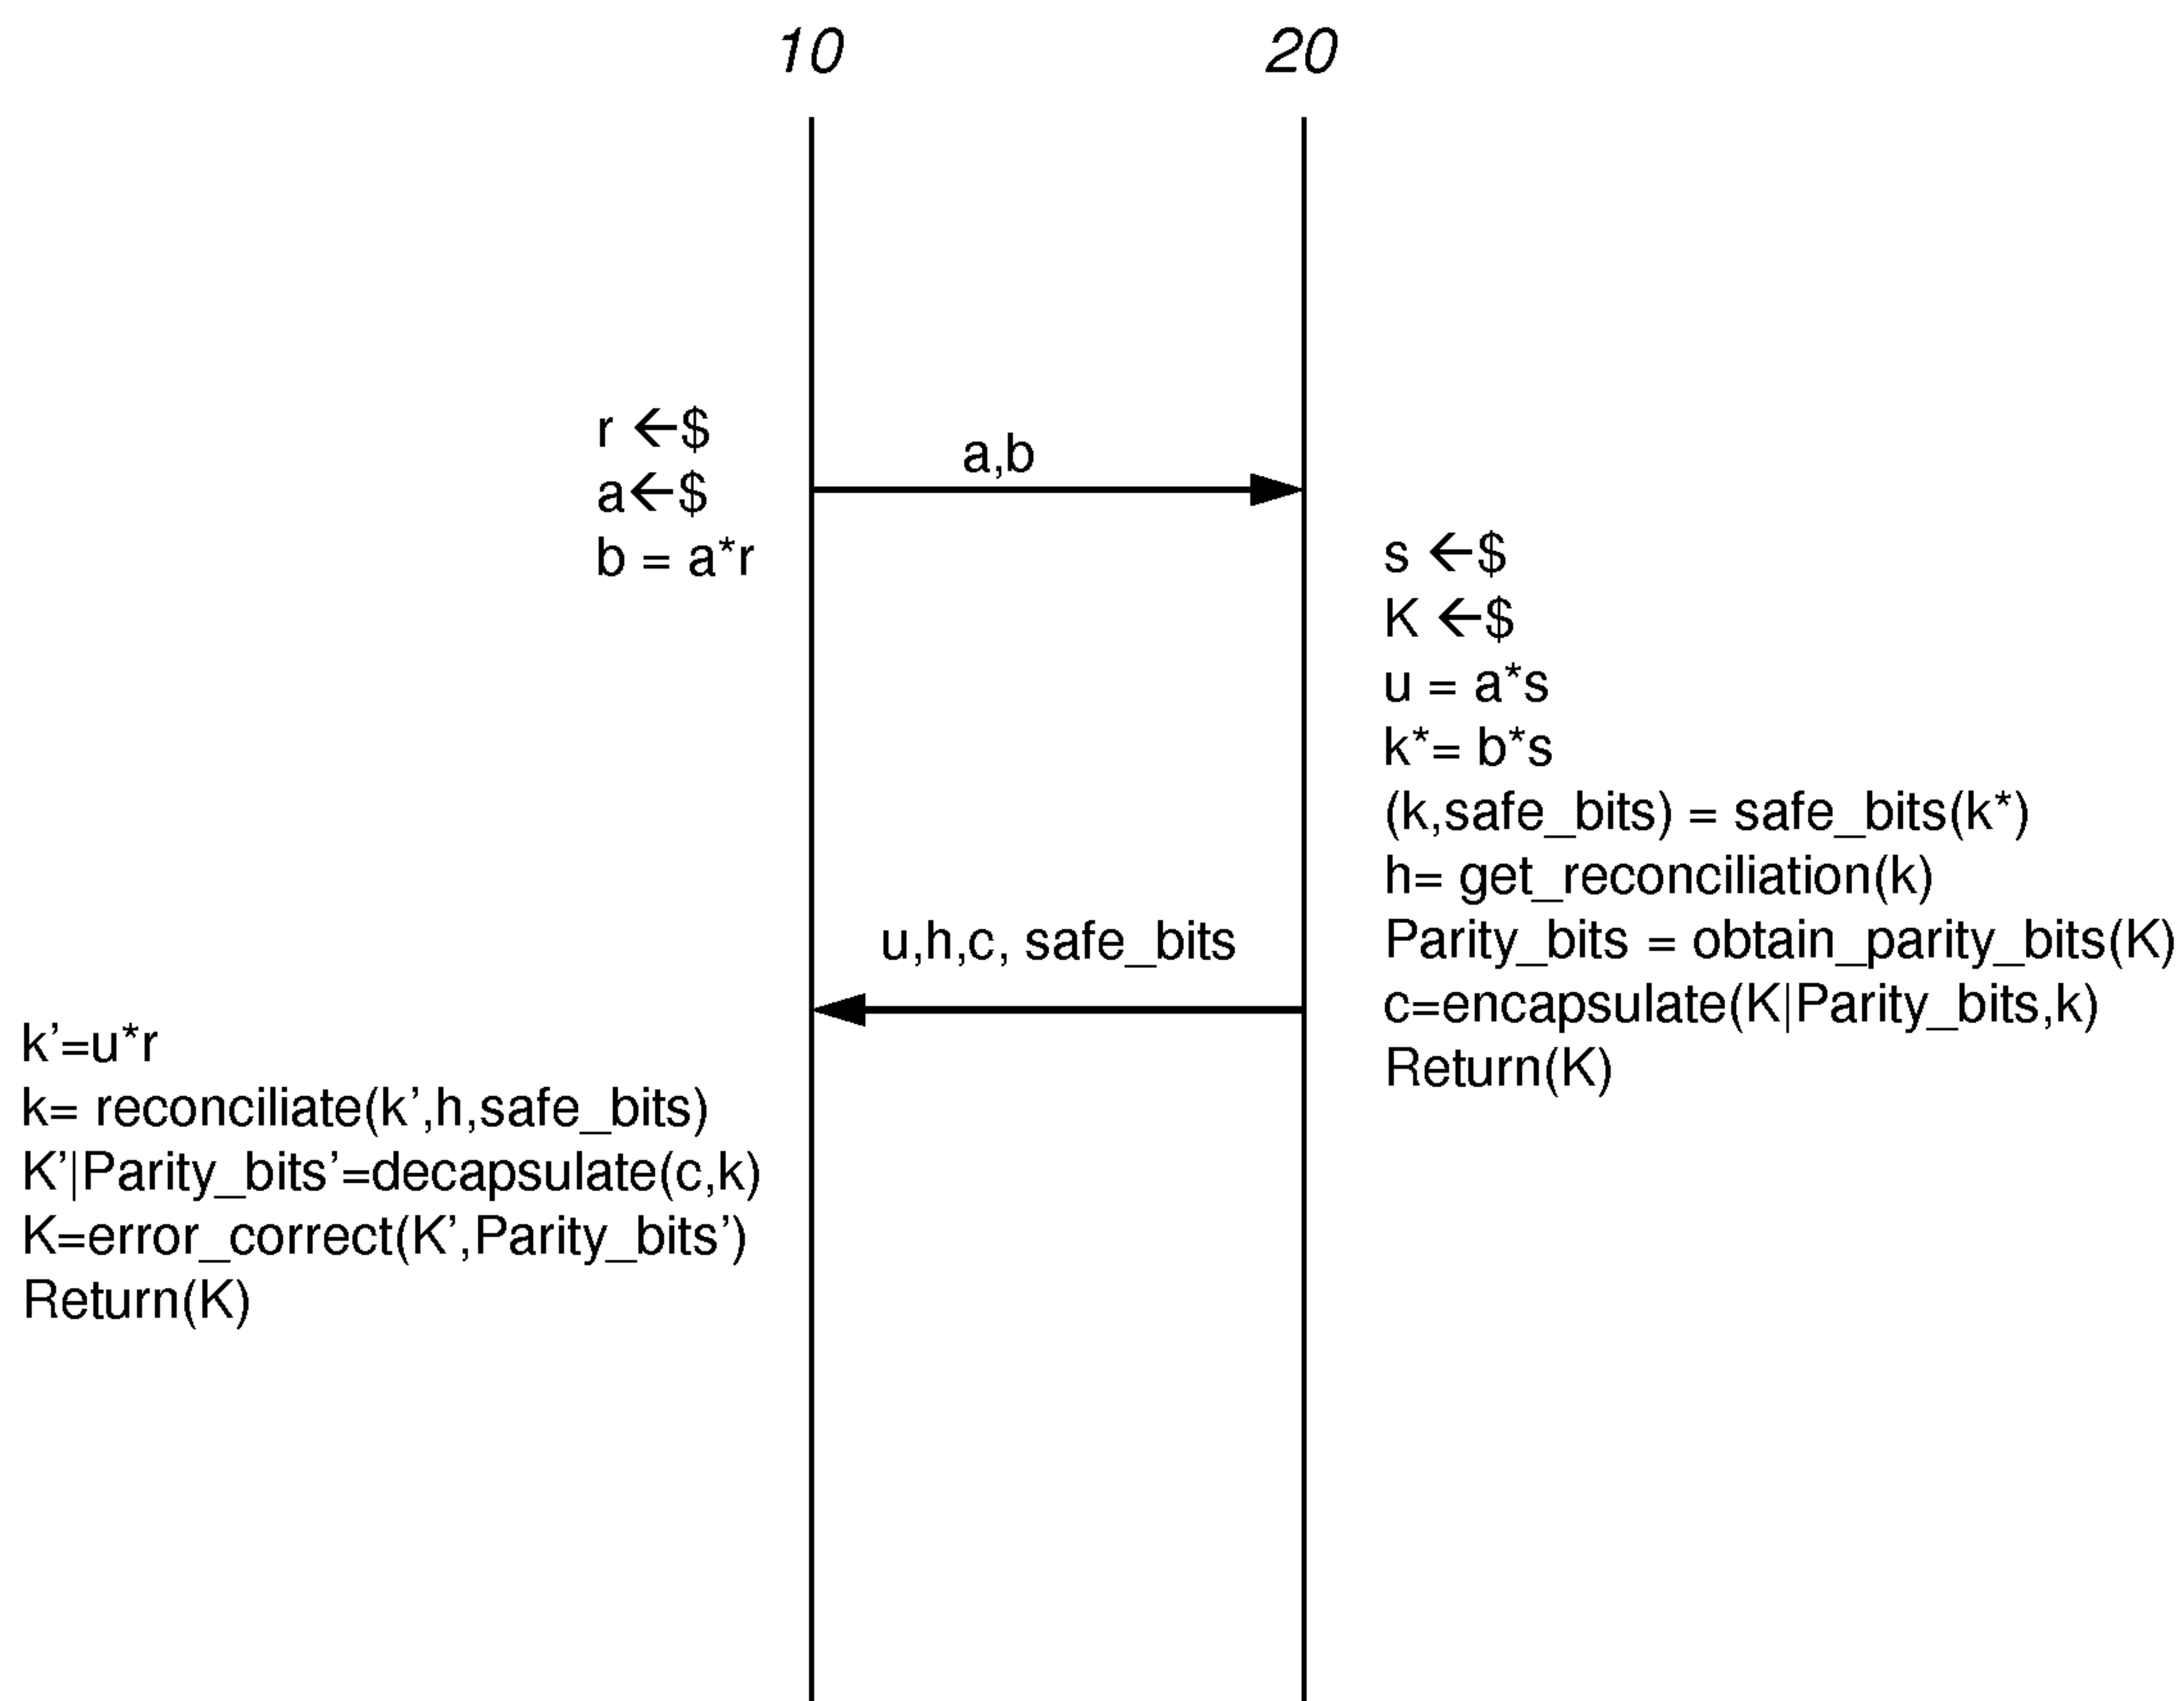 10
20
r ←$
a←$
b = a*r
a,b
s ←$
K ←$
u = a*s
k*= b*s
(k,safe_bits) = safe_bits(k*)
h= get_reconciliation(k)
Parity_bits = obtain_parity_bits(K)
c=encapsulate(K|Parity_bits,k)
Return(K)
u,h,c, safe_bits
k’=u*r
k= reconciliate(k’,h,safe_bits)
K’|Parity_bits’=decapsulate(c,k)
K=error_correct(K’,Parity_bits’)
Return(K)